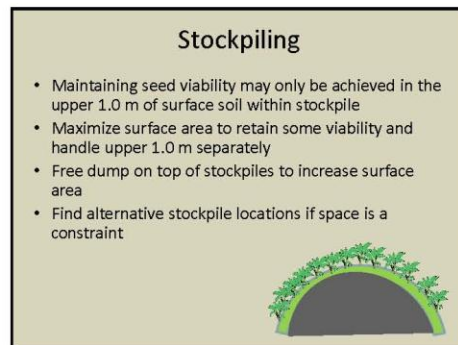 Stockpiling
• Maintaining seed viability may only be achieved in the
upper 1.0 m of surface soil within stockpile
• Maximize surface area to retain some viability and
handle upper 1.0 m separately
• Free dump on top of stockpiles to increase surface
area
• Find alternative stockpile locations if space is a
constraint